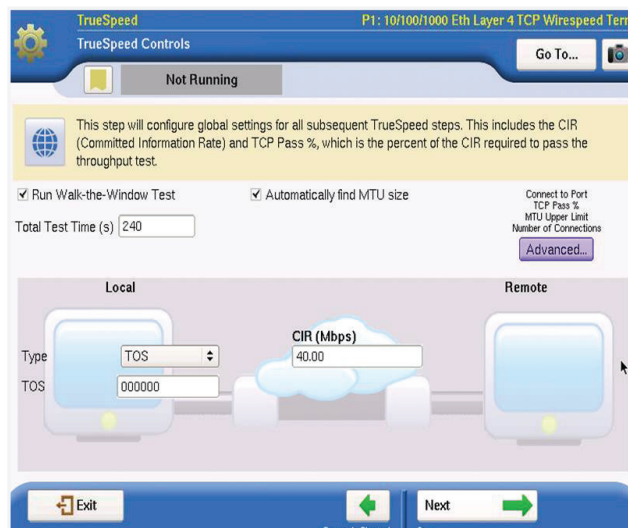 TrueSpeed
P1: 10/100/1000 Eth Layer 4 TCP Wirespeed Term
TrueSpeed Controls
Go To...
Not Running
This step will configure global settings for all subsequent TrueSpeed steps. This includes the CIR
(Committed Information Rate) and TCP Pass %, which is the percent of the CIR required to pass the
throughput test.
Run Walk-the-Window Test
Automatically find MTU size
Connect to Port
TCP Pass %
MTU Upper Limit
Number of Connections
Total Test Time (s) 240
Advanced...
Local
Remote
CIR (Mbps)
Type TOS
40.00
TOS 000000
Exit
Next